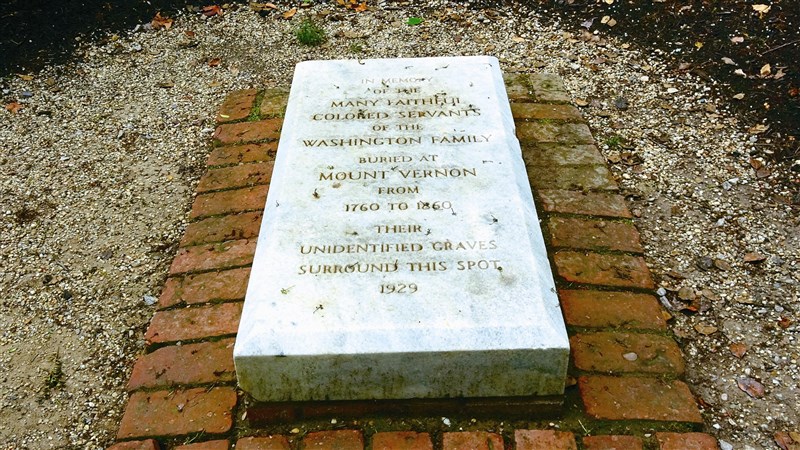 IN MEMORY
OF THE
MANY FAITHFUL
COLORED SERVANTS
OF THE
WASHINGTON FAMILY
BURIED AT
MOUNT VERNON
FROM
1760 TO 1860
THEIR
UNIDENTIFIED GRAVES
SURROUND THIS SPOT
1929